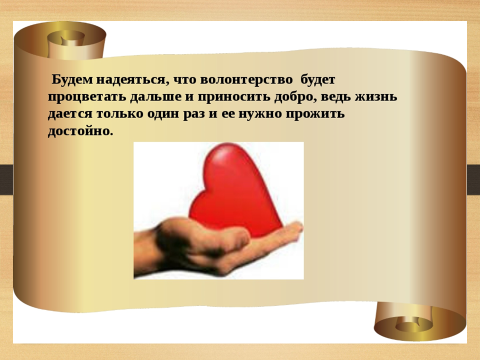 Будем надеяться, что волонтерство  будет
процветать дальше и приносить добро, ведь жизнь
дается только один раз и ее нужно прожить
достойно.